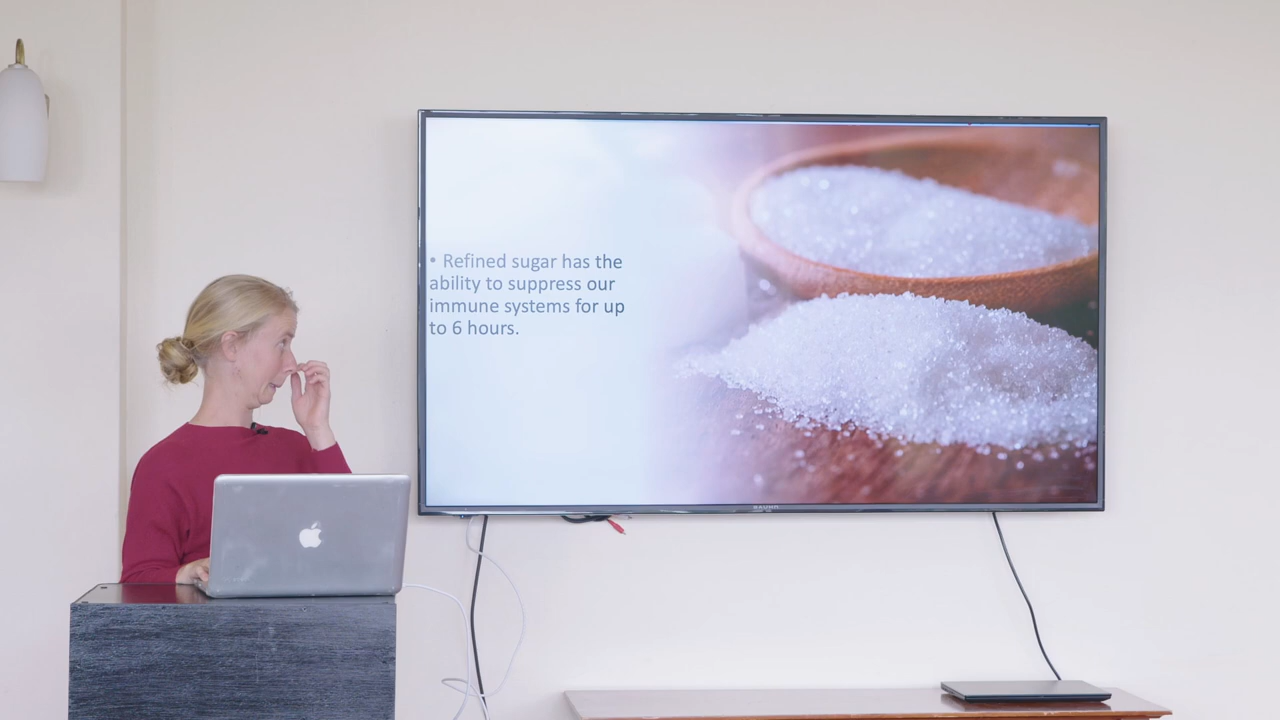 • Refined sugar has the
ability to suppress our
immune systems for up
to 6 hours.